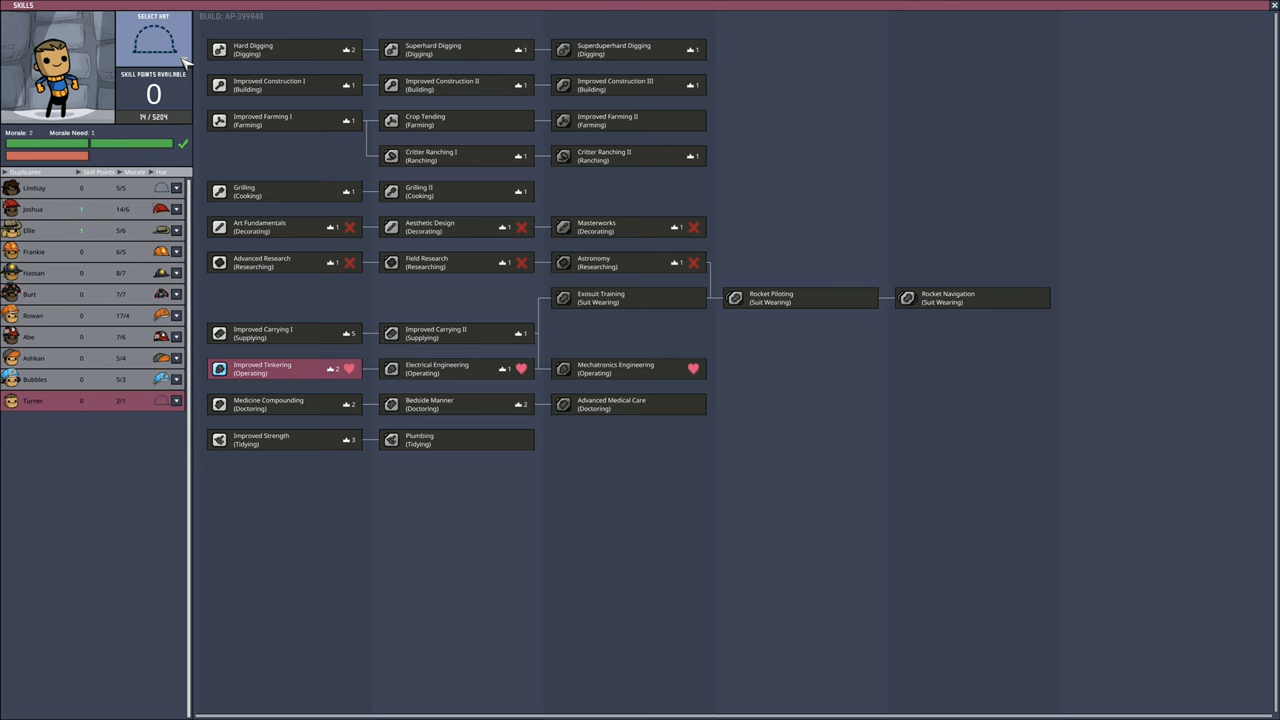 SKILLS
BUILD: AP-399948
SELECT HAT
SKILL POINTS AVAILABLE
0
14 / 5204
Morale: 2 Morale Need: 1
Duplicants Skill Points Morale Hat
Lindsay 0 5/5
Joshua 1 14/6
Ellie 1 5/6
Frankie 0 6/5
Hassan 0 8/7
Burt 0 7/7
Rowan 0 17/4
Abe 0 7/6
Ashkan 0 5/4
Bubbles 0 5/3
Turner 0 2/1
Hard Digging
(Digging)
2
Superhard Digging
(Digging)
1
Superduperhard Digging
(Digging)
1
Improved Construction I
(Building)
1
Improved Construction II
(Building)
1
Improved Construction III
(Building)
1
Improved Farming I
(Farming)
1
Crop Tending
(Farming)
Improved Farming II
(Farming)
Critter Ranching I
(Ranching)
1
Critter Ranching II
(Ranching)
1
Grilling
(Cooking)
1
Grilling II
(Cooking)
1
Art Fundamentals
(Decorating)
1
Aesthetic Design
(Decorating)
1
Masterworks
(Decorating)
1
Advanced Research
(Researching)
1
Field Research
(Researching)
1
Astronomy
(Researching)
1
Exosuit Training
(Suit Wearing)
Rocket Piloting
(Suit Wearing)
Rocket Navigation
(Suit Wearing)
Improved Carrying I
(Supplying)
5
Improved Carrying II
(Supplying)
1
Improved Tinkering
(Operating)
2
Electrical Engineering
(Operating)
1
Mechatronics Engineering
(Operating)
Medicine Compounding
(Doctoring)
2
Bedside Manner
(Doctoring)
2
Advanced Medical Care
(Doctoring)
Improved Strength
(Tidying)
3
Plumbing
(Tidying)